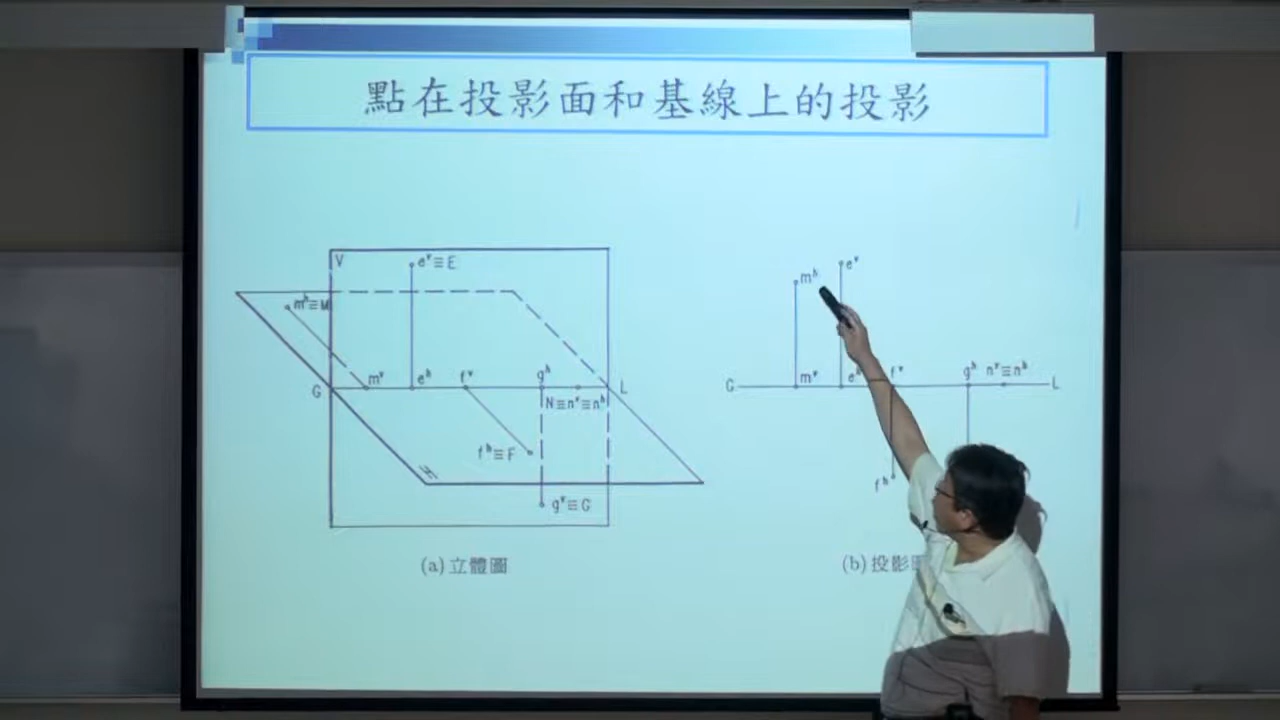 點在投影面和基線上的投影
V
eᵛ≡E
mʰ≡M
mᵛ
eʰ
fᵛ
gʰ
G
L
N≡nᵛ≡nʰ
fʰ≡F
H
gᵛ≡G
(a)立體圖
mʰ
eᵛ
G
mᵛ
eʰ
fᵛ
gʰ
nᵛ≡nʰ
L
fʰ
(b)投影